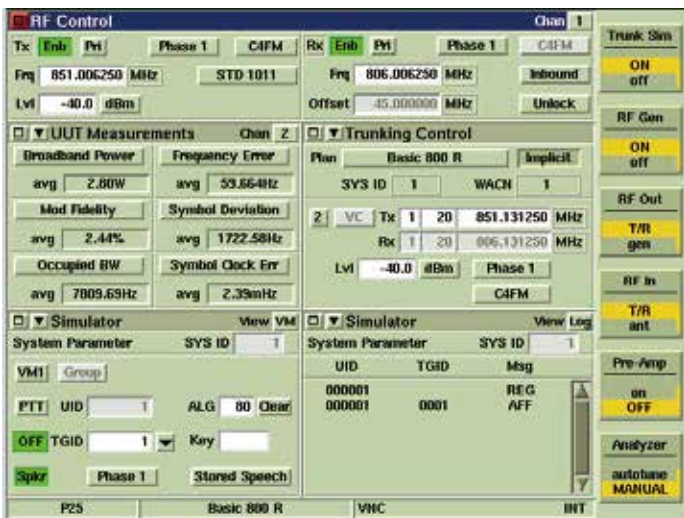 RF Control Chan 1
Tx Enb Pri Phase 1 C4FM
Frq 851.006250 MHz STD 1011
Lvl -40.0 dBm
Rx Enb Pri Phase 1 C4FM
Frq 806.006250 MHz Inbound
Offset 45.000000 MHz Unlock
UUT Measurements Chan 2
Broadband Power Frequency Error
avg 2.80W avg 59.664Hz
Mod Fidelity Symbol Deviation
avg 2.44% avg 1722.58Hz
Occupied BW Symbol Clock Err
avg 7809.69Hz avg 2.39mHz
Trunking Control
Plan Basic 800 R Implicit
SYS ID 1 WACN 1
2 VC Tx 1 20 851.131250 MHz
Rx 1 20 806.131250 MHz
Lvl -40.0 dBm Phase 1
C4FM
Simulator View VM
System Parameter SYS ID 1
VM1 Group
PTT UID 1 ALG 80 Clear
OFF TGID 1 Key
Spkr Phase 1 Stored Speech
Simulator View Log
System Parameter SYS ID 1
UID TGID Msg
000001 REG
000001 0001 AFF
P25 Basic 800 R VNC INT
Trunk Sim
ON
off
RF Gen
ON
off
RF Out
T/R
gen
RF In
T/R
ant
Pre-Amp
on
OFF
Analyzer
autotune
MANUAL